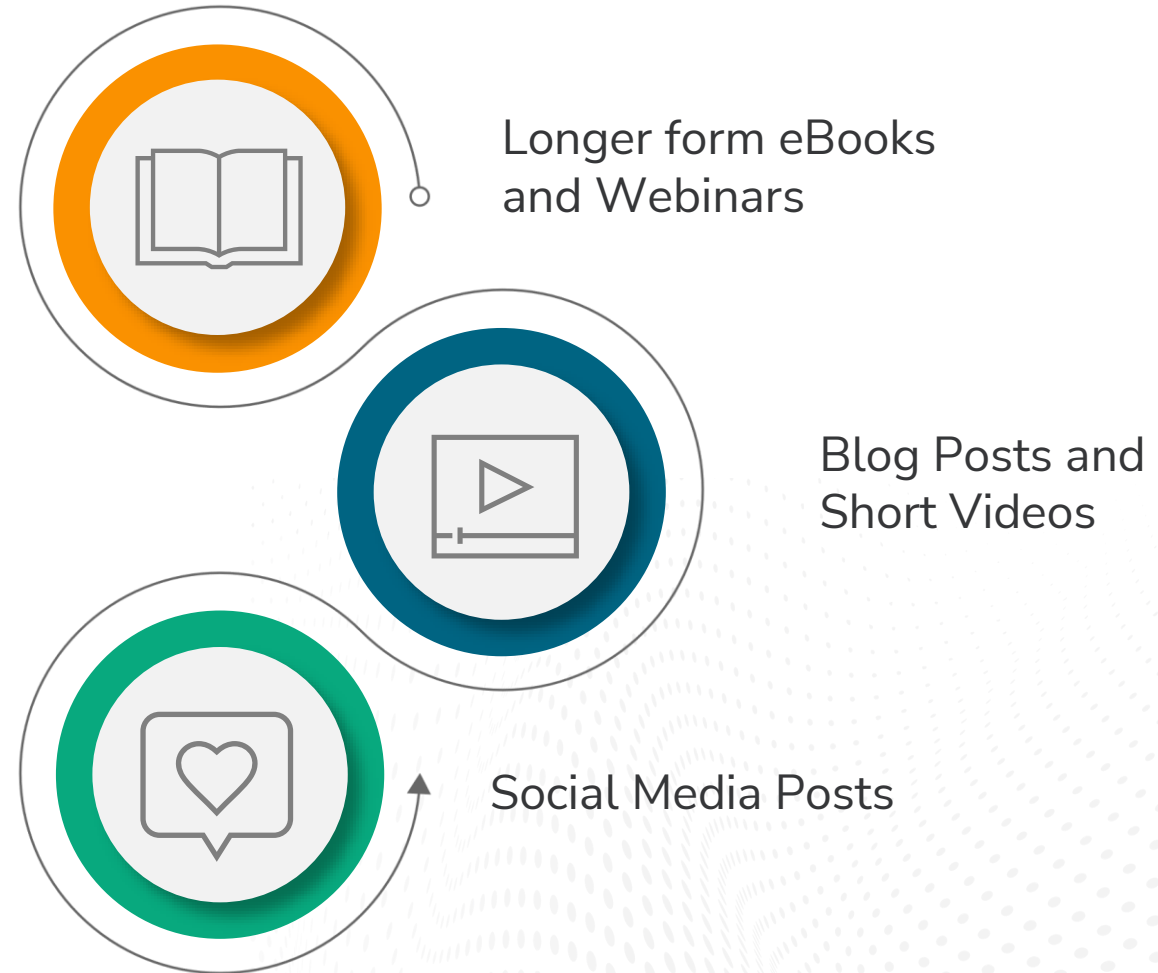 Longer form eBooks
and Webinars
Blog Posts and
Short Videos
Social Media Posts